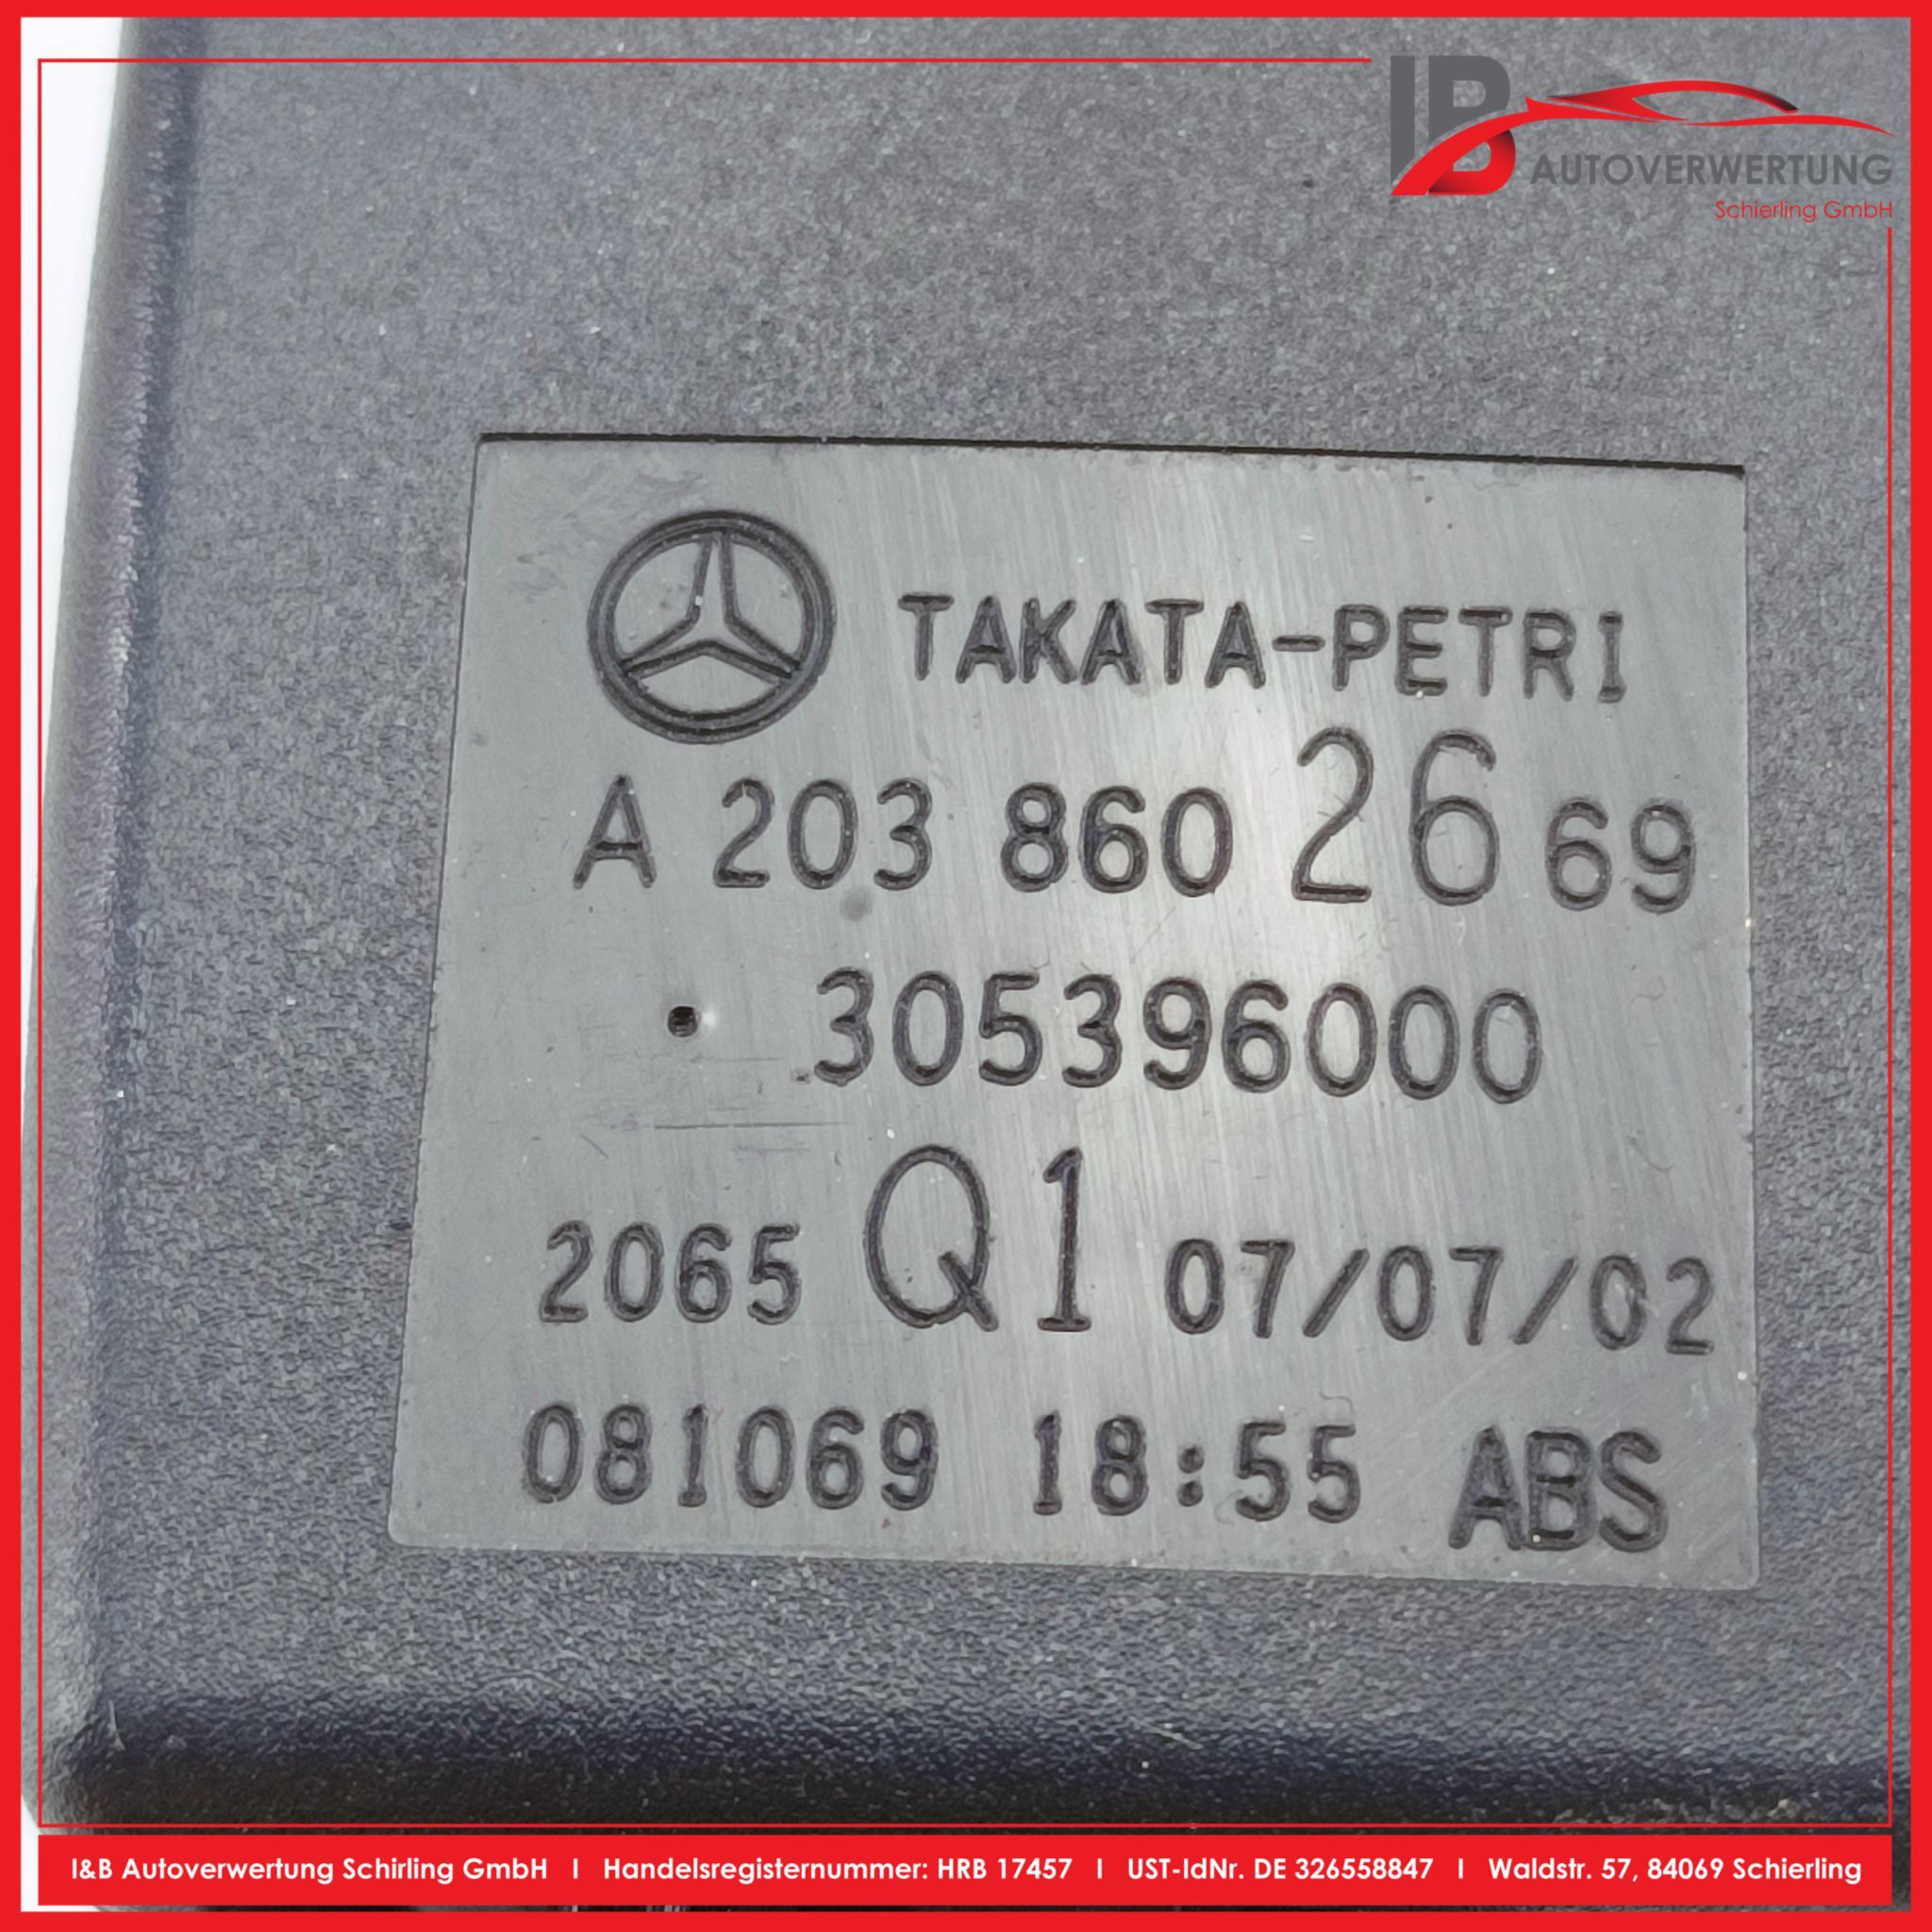 IB
AUTOVERWERTUNG
Schierling GmbH
TAKATA-PETRI
A 203 860 26 69
305396000
2065 Q1 07/07/02
081069 18:55 ABS
I&B Autoverwertung Schirling GmbH I Handelsregisternummer: HRB 17457 I UST-IdNr. DE 326558847 I Waldstr. 57, 84069 Schierling